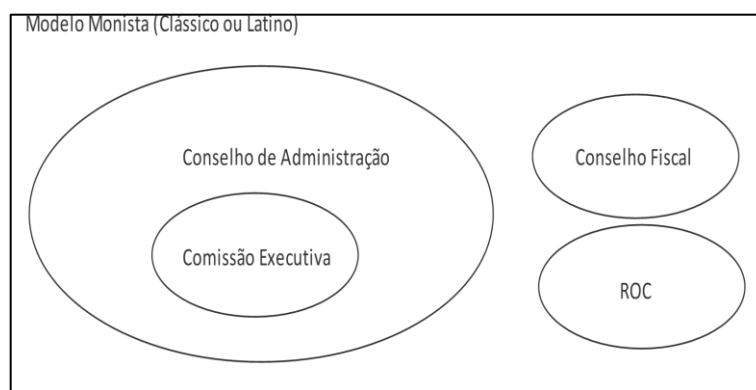 Modelo Monista (Clássico ou Latino)
Conselho de Administração
Comissão Executiva
Conselho Fiscal
ROC